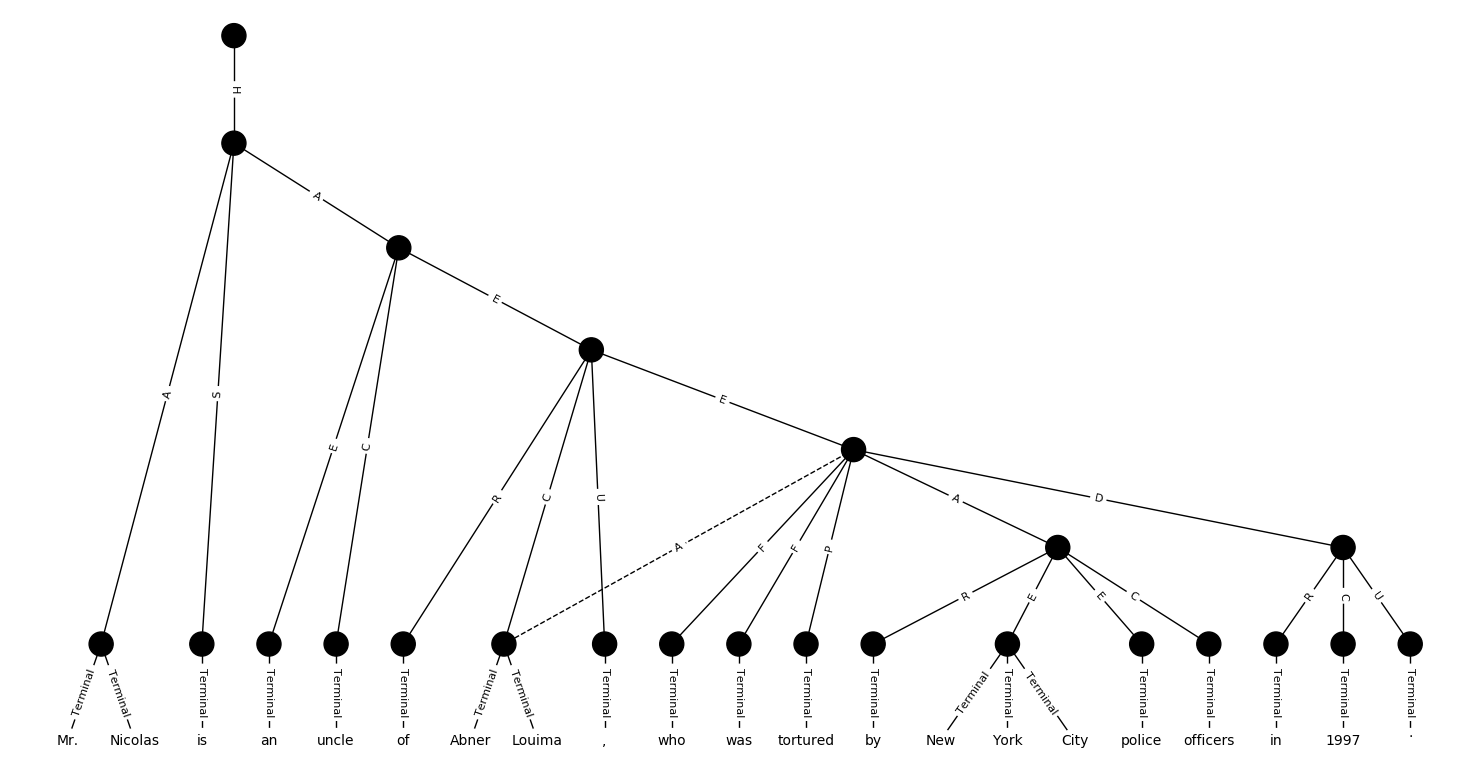 H
A
A
S
E
E
C
E
R
C
U
A
D
A
F
F
P
R
E
E
C
R
C
U
Terminal Terminal Terminal Terminal Terminal Terminal Terminal Terminal Terminal Terminal Terminal Terminal Terminal Terminal Terminal Terminal Terminal Terminal Terminal Terminal Terminal
Mr. Nicolas is an uncle of Abner Louima , who was tortured by New York City police officers in 1997 .